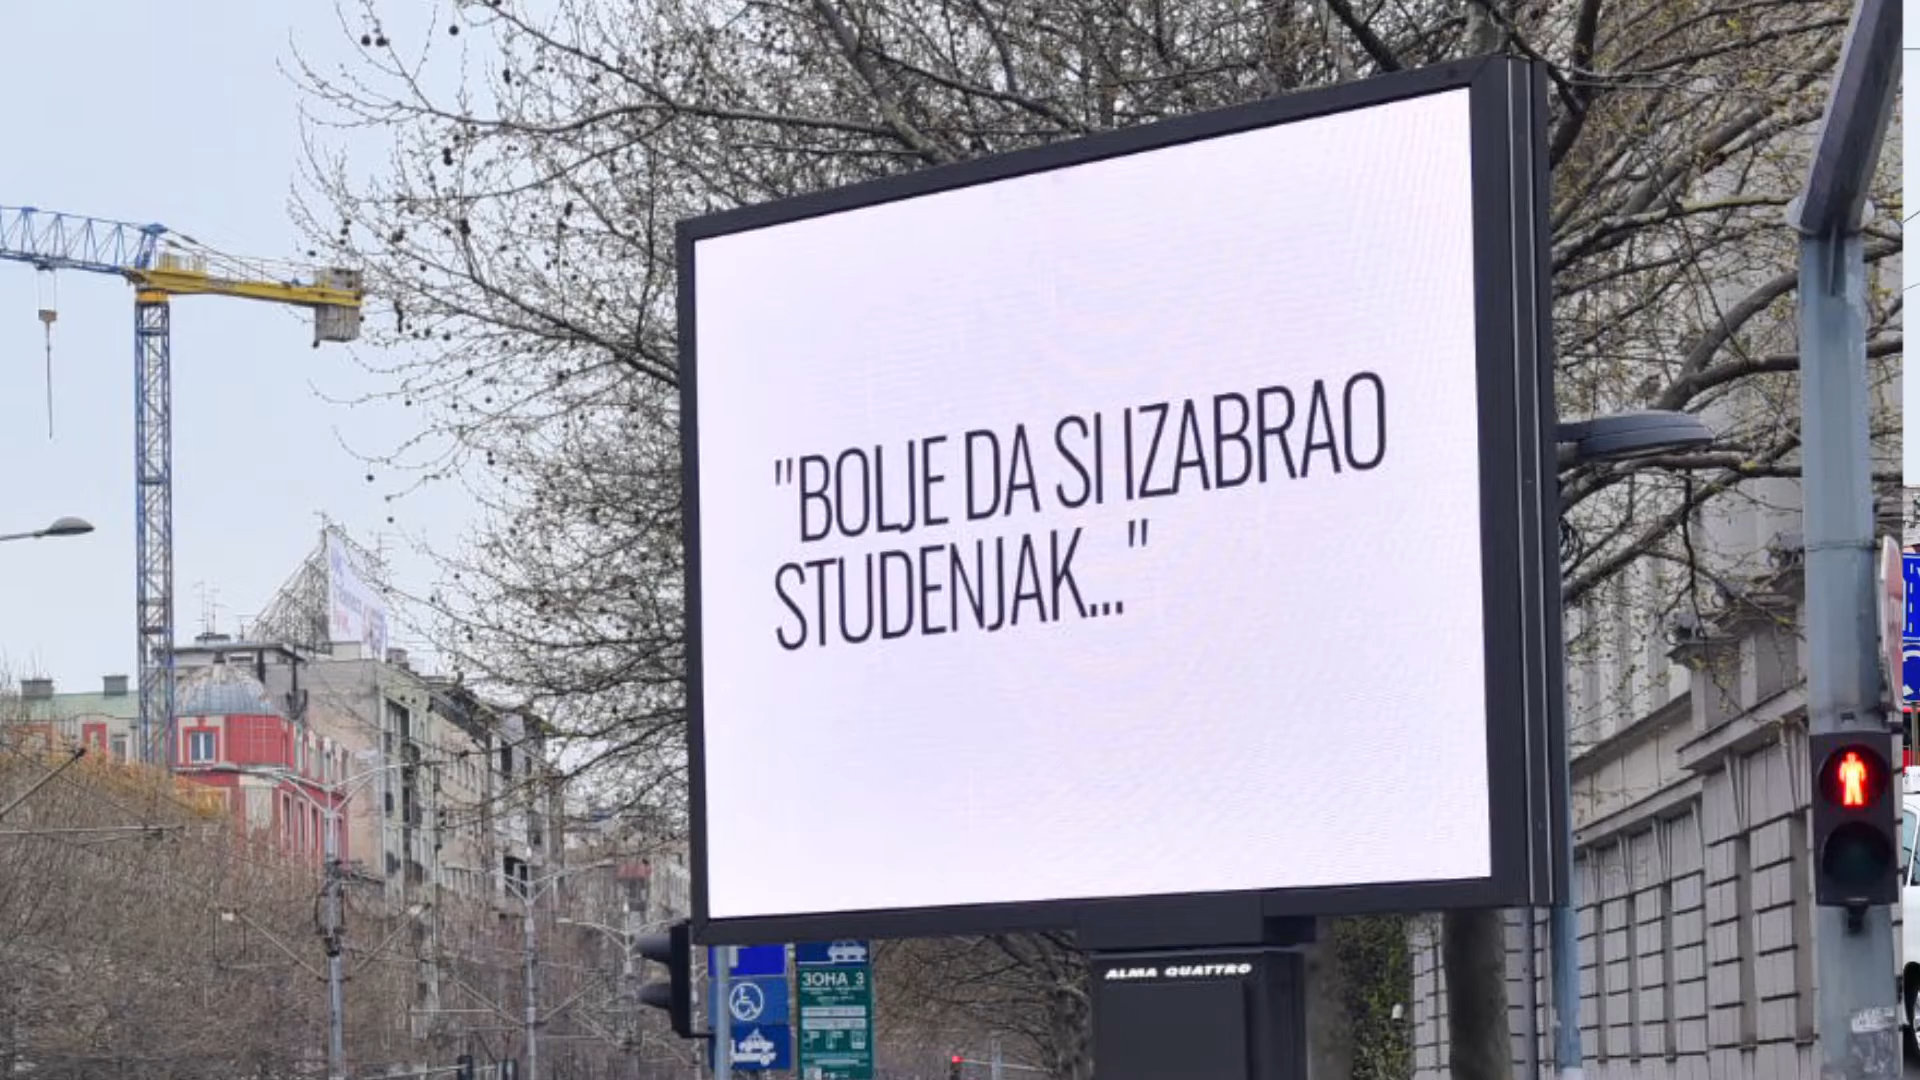 "BOLJE DA SI IZABRAO
STUDENJAK..."
ALMA QUATTRO
ЗОНА 3